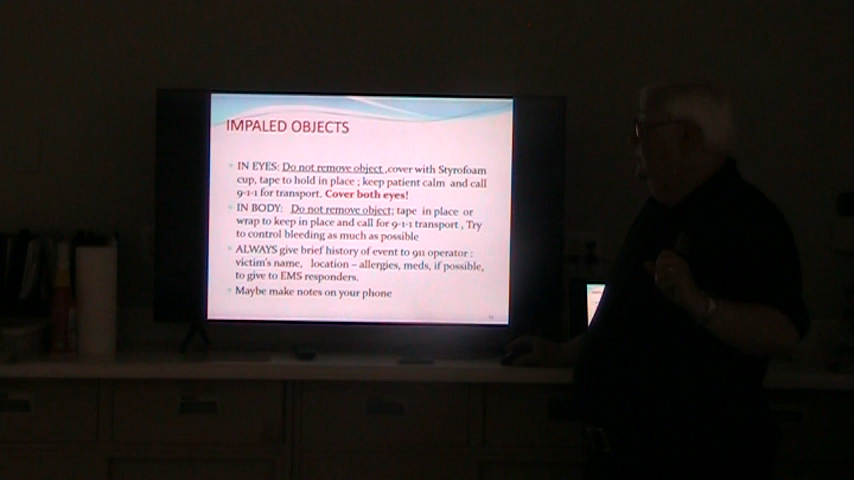 IMPALED OBJECTS
IN EYES: Do not remove object ,cover with Styrofoam
cup, tape to hold in place ; keep patient calm and call
9-1-1 for transport. Cover both eyes!
IN BODY: Do not remove object; tape in place or
wrap to keep in place and call for 9-1-1 transport , Try
to control bleeding as much as possible
ALWAYS give brief history of event to 911 operator :
victim's name, location – allergies, meds, if possible,
to give to EMS responders.
Maybe make notes on your phone